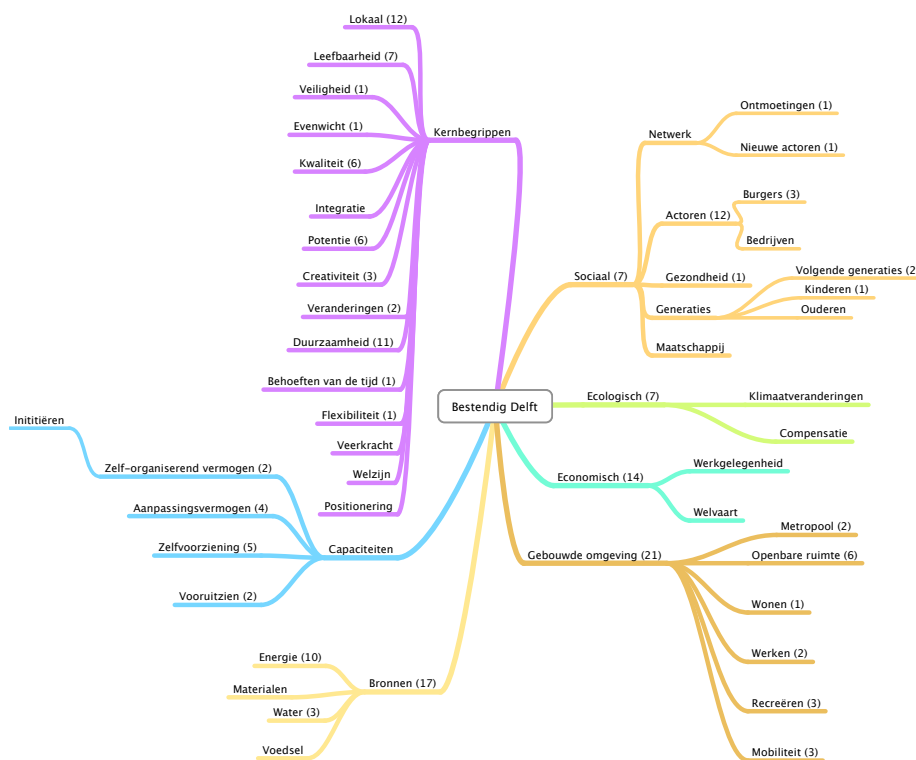 Lokaal (12)
Leefbaarheid (7)
Veiligheid (1)
Evenwicht (1)
Kernbegrippen
Kwaliteit (6)
Integratie
Potentie (6)
Creativiteit (3)
Veranderingen (2)
Duurzaamheid (11)
Behoeften van de tijd (1)
Flexibiliteit (1)
Veerkracht
Welzijn
Positionering
Inititiëren
Zelf-organiserend vermogen (2)
Aanpassingsvermogen (4)
Zelfvoorziening (5)
Capaciteiten
Vooruitzien (2)
Energie (10)
Materialen
Bronnen (17)
Water (3)
Voedsel
Bestendig Delft
Ontmoetingen (1)
Netwerk
Nieuwe actoren (1)
Burgers (3)
Actoren (12)
Bedrijven
Sociaal (7)
Gezondheid (1)
Volgende generaties (2
Kinderen (1)
Generaties
Ouderen
Maatschappij
Ecologisch (7)
Klimaatveranderingen
Compensatie
Werkgelegenheid
Economisch (14)
Welvaart
Metropool (2)
Gebouwde omgeving (21)
Openbare ruimte (6)
Wonen (1)
Werken (2)
Recreëren (3)
Mobiliteit (3)